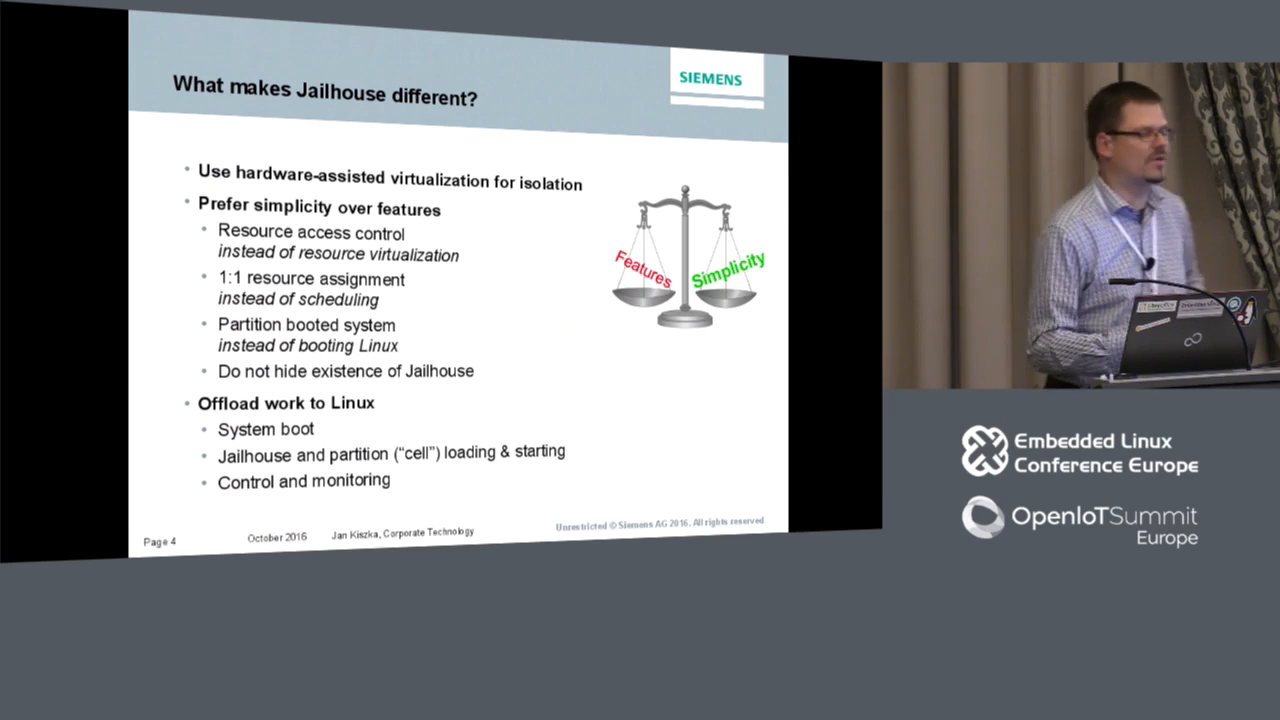 What makes Jailhouse different?
SIEMENS
Use hardware-assisted virtualization for isolation
Prefer simplicity over features
Resource access control
instead of resource virtualization
1:1 resource assignment
instead of scheduling
Partition booted system
instead of booting Linux
Do not hide existence of Jailhouse
Offload work to Linux
System boot
Jailhouse and partition (“cell”) loading & starting
Control and monitoring
Features
Simplicity
Page 4
October 2016
Jan Kiszka, Corporate Technology
Unrestricted © Siemens AG 2016. All rights reserved
Embedded Linux
Conference Europe
OpenIoTSummit
Europe